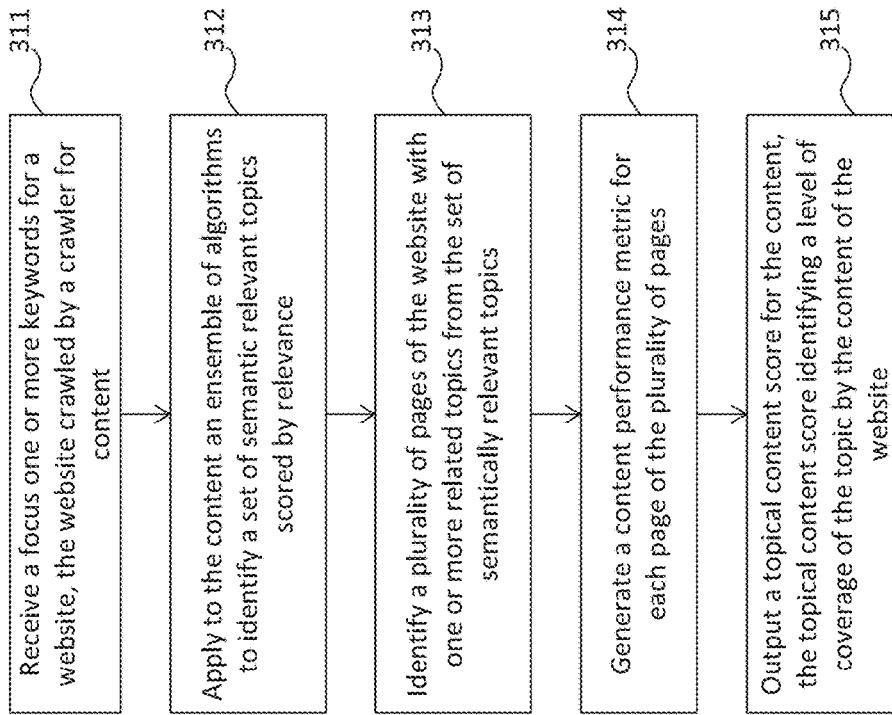 311
Receive a focus one or more keywords for a
website, the website crawled by a crawler for
content
312
Apply to the content an ensemble of algorithms
to identify a set of semantic relevant topics
scored by relevance
313
Identify a plurality of pages of the website with
one or more related topics from the set of
semantically relevant topics
314
Generate a content performance metric for
each page of the plurality of pages
315
Output a topical content score for the content,
the topical content score identifying a level of
coverage of the topic by the content of the
website